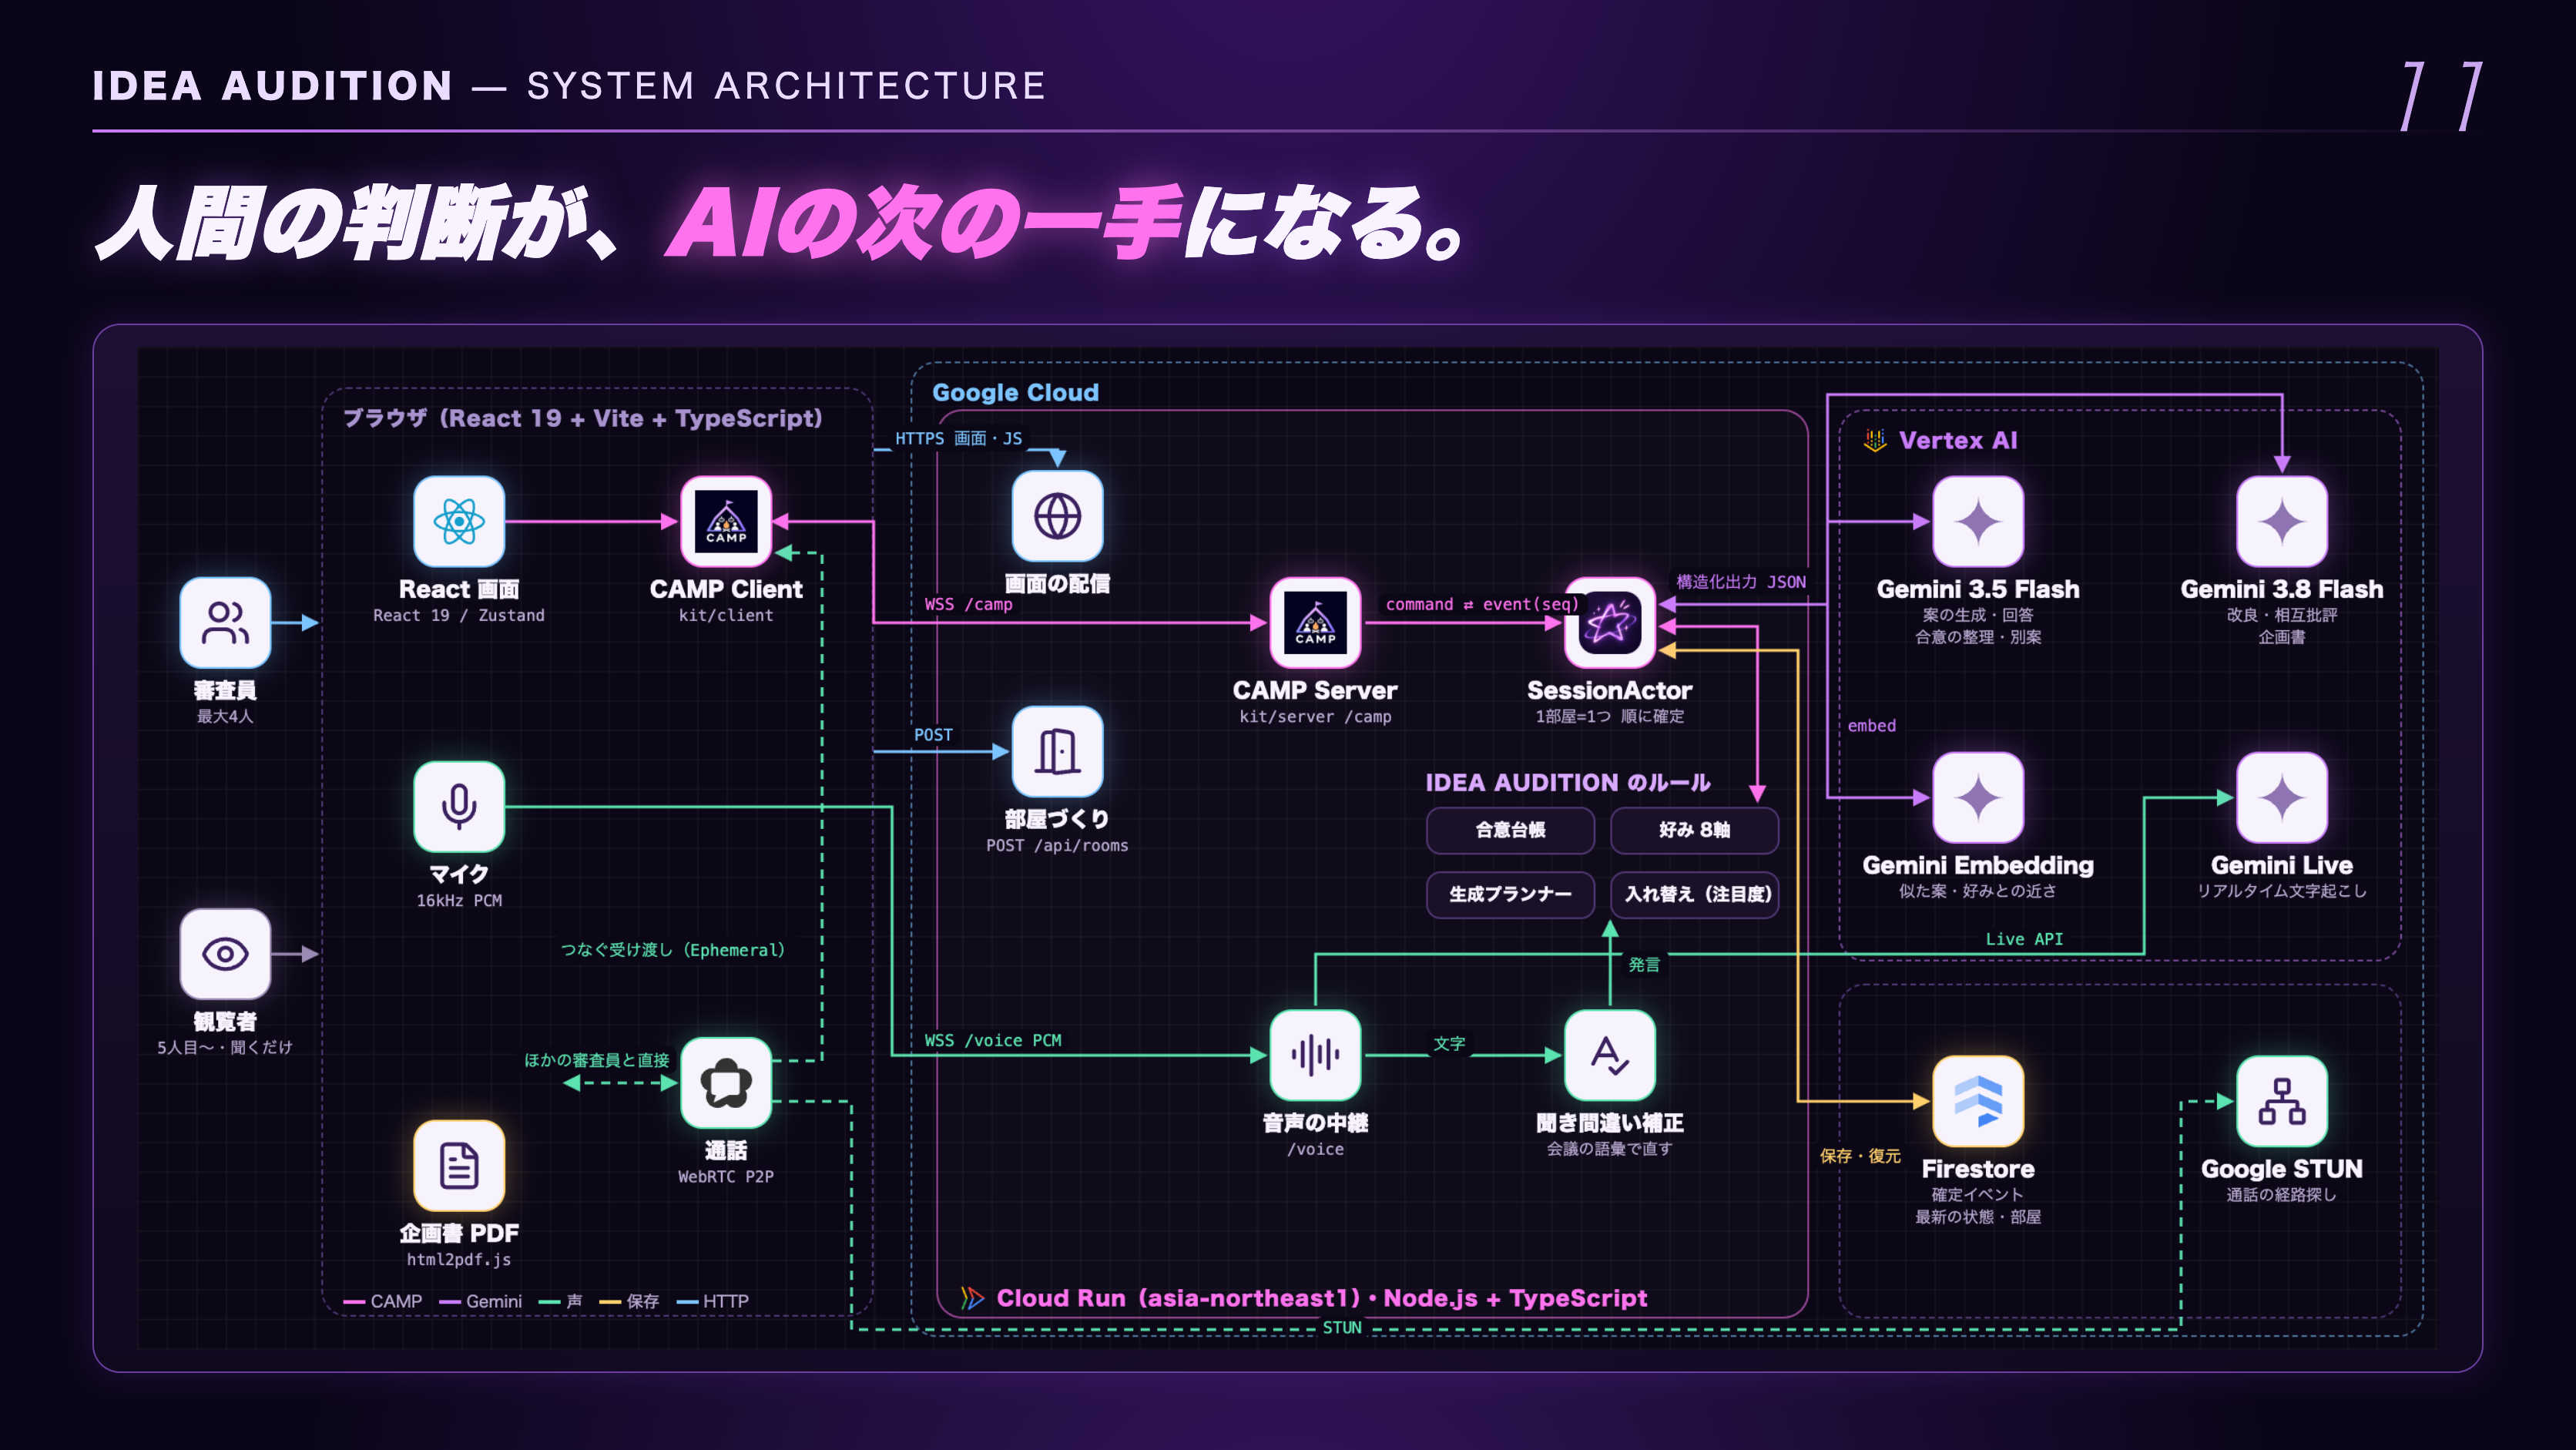 IDEA AUDITION — SYSTEM ARCHITECTURE
11
人間の判断が、AIの次の一手になる。
ブラウザ（React 19 + Vite + TypeScript）
React 画面
React 19 / Zustand
CAMP
CAMP Client
kit/client
審査員
最大4人
マイク
16kHz PCM
観覧者
5人目〜・聞くだけ
つなぐ受け渡し（Ephemeral）
ほかの審査員と直接
通話
WebRTC P2P
企画書 PDF
html2pdf.js
CAMP
Gemini
声
保存
HTTP
Google Cloud
HTTPS 画面・JS
画面の配信
WSS /camp
CAMP
CAMP Server
kit/server /camp
command ⇄ event(seq)
SessionActor
1部屋=1つ 順に確定
構造化出力 JSON
POST
部屋づくり
POST /api/rooms
IDEA AUDITION のルール
合意台帳
好み 8軸
生成プランナー
入れ替え（注目度）
発言
WSS /voice PCM
音声の中継
/voice
文字
聞き間違い補正
会議の語彙で直す
Cloud Run（asia-northeast1）・Node.js + TypeScript
STUN
Vertex AI
Gemini 3.5 Flash
案の生成・回答
合意の整理・別案
Gemini 3.8 Flash
改良・相互批評
企画書
embed
Gemini Embedding
似た案・好みとの近さ
Gemini Live
リアルタイム文字起こし
Live API
保存・復元
Firestore
確定イベント
最新の状態・部屋
Google STUN
通話の経路探し